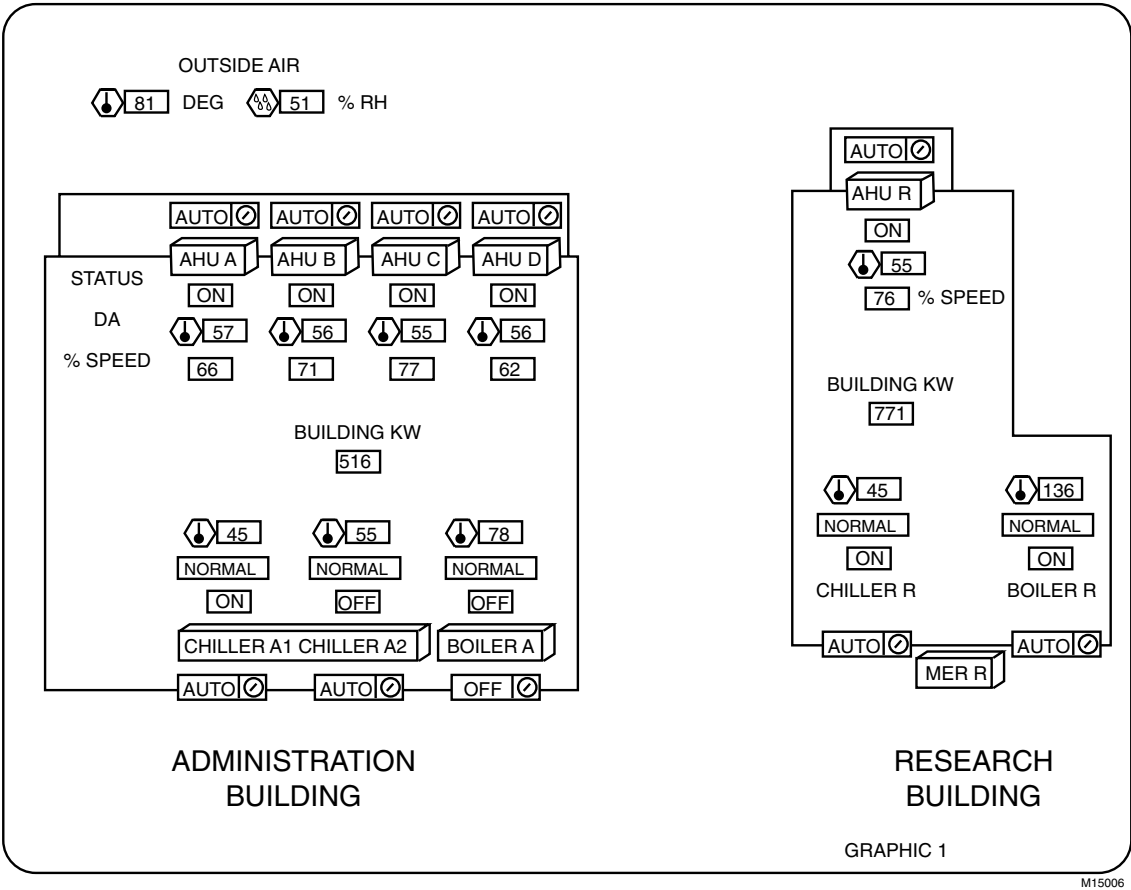 OUTSIDE AIR
81 DEG 51 % RH
AUTO AUTO AUTO AUTO
AHU A AHU B AHU C AHU D
STATUS ON ON ON ON
DA 57 56 55 56
% SPEED 66 71 77 62
BUILDING KW
516
45 55 78
NORMAL NORMAL NORMAL
ON OFF OFF
CHILLER A1 CHILLER A2 BOILER A
AUTO AUTO OFF
ADMINISTRATION
BUILDING
AUTO
AHU R
ON
55
76 % SPEED
BUILDING KW
771
45 136
NORMAL NORMAL
ON ON
CHILLER R BOILER R
AUTO AUTO
MER R
RESEARCH
BUILDING
GRAPHIC 1
M15006